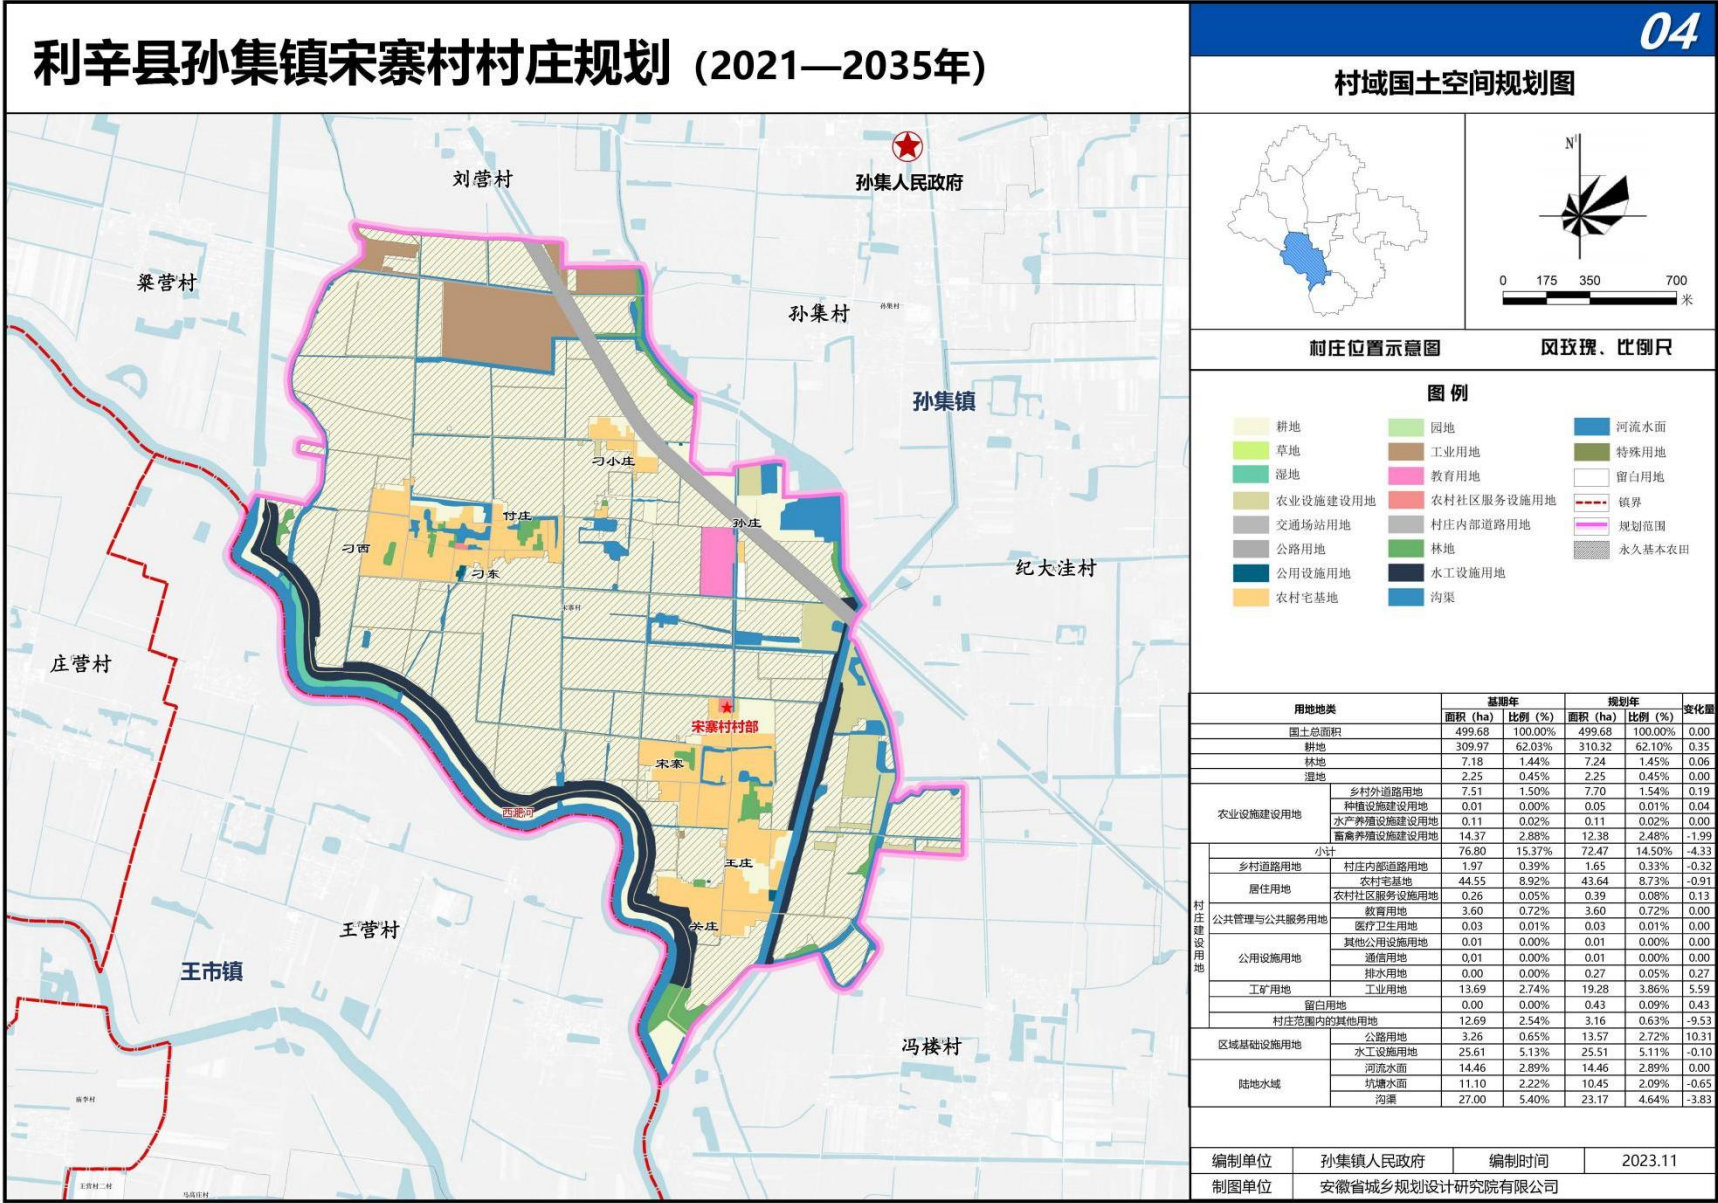 利辛县孙集镇宋寨村村庄规划（2021—2035年）
04
村域国土空间规划图
刘营村
孙集人民政府
梁营村
孙集村
孙集村
孙集镇
刁小庄
付庄
孙庄
刁西
刁东
宋寨村
纪大洼村
庄营村
宋寨村村部
宋寨
西淝河
王庄
关庄
王营村
王市镇
冯楼村
庙李村
王营村二村
马高庄村
N
0 175 350 700
米
村庄位置示意图
风玫瑰、比例尺
图 例
耕地 园地 河流水面
草地 工业用地 特殊用地
湿地 教育用地 留白用地
农业设施建设用地 农村社区服务设施用地 镇界
交通场站用地 村庄内部道路用地 规划范围
公路用地 林地 永久基本农田
公用设施用地 水工设施用地
农村宅基地 沟渠
用地地类 基期年 规划年 变化量
面积（ha） 比例（%） 面积（ha） 比例（%）
国土总面积 499.68 100.00% 499.68 100.00% 0.00
耕地 309.97 62.03% 310.32 62.10% 0.35
林地 7.18 1.44% 7.24 1.45% 0.06
湿地 2.25 0.45% 2.25 0.45% 0.00
农业设施建设用地 乡村外道路用地 7.51 1.50% 7.70 1.54% 0.19
种植设施建设用地 0.01 0.00% 0.05 0.01% 0.04
水产养殖设施建设用地 0.11 0.02% 0.11 0.02% 0.00
畜禽养殖设施建设用地 14.37 2.88% 12.38 2.48% -1.99
村庄建设用地 小计 76.80 15.37% 72.47 14.50% -4.33
乡村道路用地 村庄内部道路用地 1.97 0.39% 1.65 0.33% -0.32
居住用地 农村宅基地 44.55 8.92% 43.64 8.73% -0.91
农村社区服务设施用地 0.26 0.05% 0.39 0.08% 0.13
公共管理与公共服务用地 教育用地 3.60 0.72% 3.60 0.72% 0.00
医疗卫生用地 0.03 0.01% 0.03 0.01% 0.00
公用设施用地 其他公用设施用地 0.01 0.00% 0.01 0.00% 0.00
通信用地 0.01 0.00% 0.01 0.00% 0.00
排水用地 0.00 0.00% 0.27 0.05% 0.27
工矿用地 工业用地 13.69 2.74% 19.28 3.86% 5.59
留白用地 0.00 0.00% 0.43 0.09% 0.43
村庄范围内的其他用地 12.69 2.54% 3.16 0.63% -9.53
区域基础设施用地 公路用地 3.26 0.65% 13.57 2.72% 10.31
水工设施用地 25.61 5.13% 25.51 5.11% -0.10
陆地水域 河流水面 14.46 2.89% 14.46 2.89% 0.00
坑塘水面 11.10 2.22% 10.45 2.09% -0.65
沟渠 27.00 5.40% 23.17 4.64% -3.83
编制单位 孙集镇人民政府 编制时间 2023.11
制图单位 安徽省城乡规划设计研究院有限公司